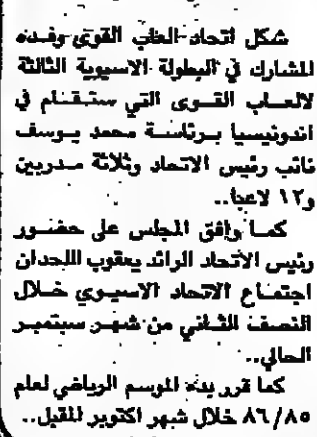 شكل اتحاد العاب القوى وفده
المشارك في البطولة الاسيوية الثالثة
لالعاب القوى التي ستقام في
اندونيسيا برئاسة محمد يوسف
نائب رئيس الاتحاد وثلاثة مدربين
و١٢ لاعبا..
كما وافق المجلس على حضور
رئيس الاتحاد الرائد يعقوب اللحدان
اجتماع الاتحاد الاسيوي خلال
النصف الثاني من شهر سبتمبر
الحالي..
كما قرر بدء الموسم الرياضي لعام
٨٦/٨٥ خلال شهر اكتوبر المقبل..